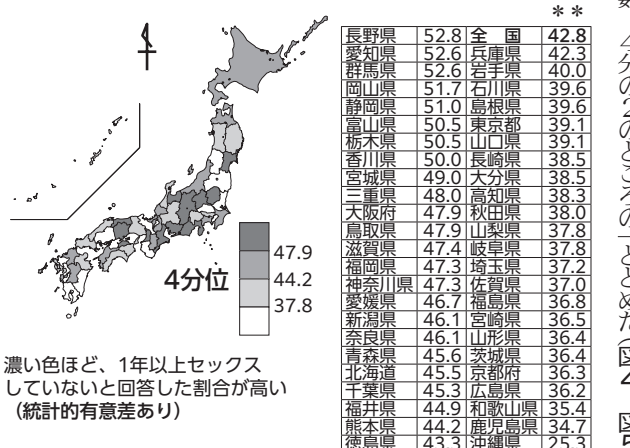 **
長野県 52.8 全 国 42.8
愛知県 52.6 兵庫県 42.3
群馬県 52.6 岩手県 40.0
岡山県 51.7 石川県 39.6
静岡県 51.0 島根県 39.6
富山県 50.5 東京都 39.1
栃木県 50.5 山口県 39.1
香川県 50.0 長崎県 38.5
宮城県 49.0 大分県 38.5
三重県 48.0 高知県 38.3
大阪府 47.9 秋田県 38.0
鳥取県 47.9 山梨県 37.8
滋賀県 47.4 岐阜県 37.8
福岡県 47.3 埼玉県 37.2
神奈川県 47.3 佐賀県 37.0
愛媛県 46.7 福島県 36.8
新潟県 46.1 宮崎県 36.5
奈良県 46.1 山形県 36.4
青森県 45.6 茨城県 36.4
北海道 45.5 京都府 36.3
千葉県 45.3 広島県 36.2
福井県 44.9 和歌山県 35.4
熊本県 44.2 鹿児島県 34.7
徳島県 43.3 沖縄県 25.3
4分位
47.9
44.2
37.8
濃い色ほど、1年以上セックス
していないと回答した割合が高い
(統計的有意差あり)